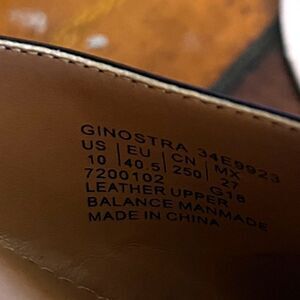 GINOSTRA 34E9923
US | EU | CN | MX
10 | 40.5 | 250 | 27
7200102 G18
LEATHER UPPER
BALANCE MANMADE
MADE IN CHINA